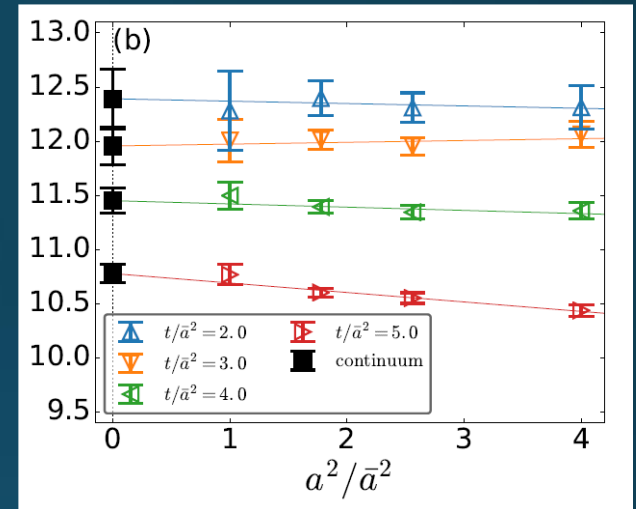 (b)
13.0
12.5
12.0
11.5
11.0
10.5
10.0
9.5
t/ā² = 2.0
t/ā² = 3.0
t/ā² = 4.0
t/ā² = 5.0
continuum
0 1 2 3 4
a²/ā²